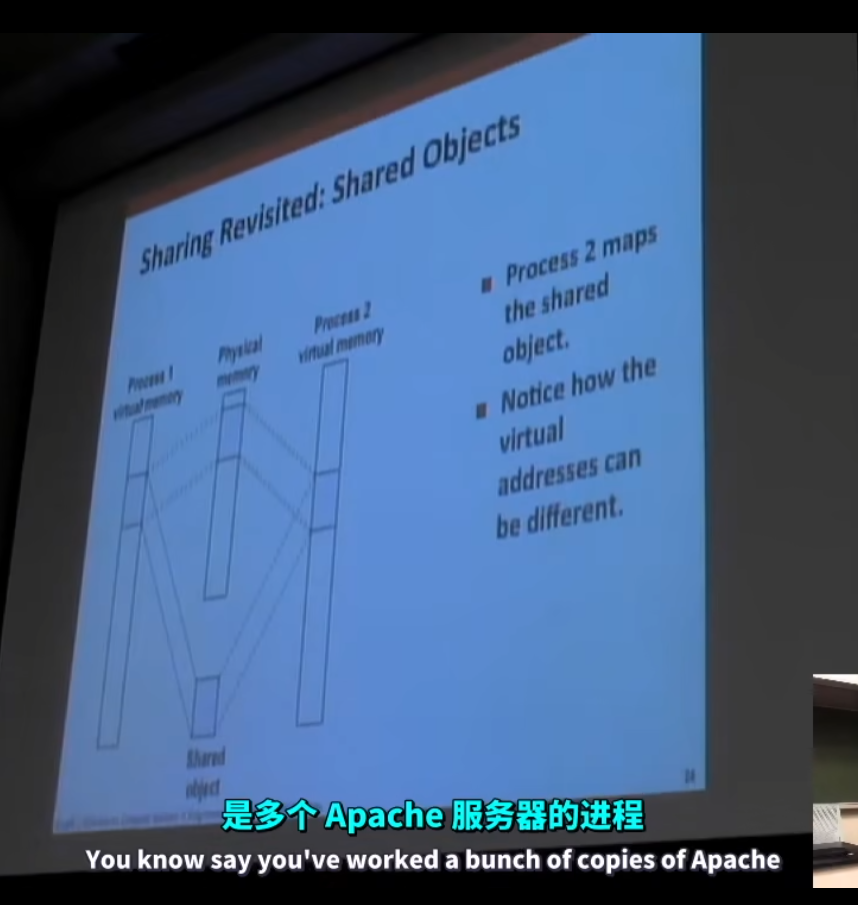 Sharing Revisited: Shared Objects
Process 1
virtual memory
Physical
memory
Process 2
virtual memory
Process 2 maps
the shared
object.
Notice how the
virtual
addresses can
be different.
Shared
object
是多个 Apache 服务器的进程
You know say you've worked a bunch of copies of Apache